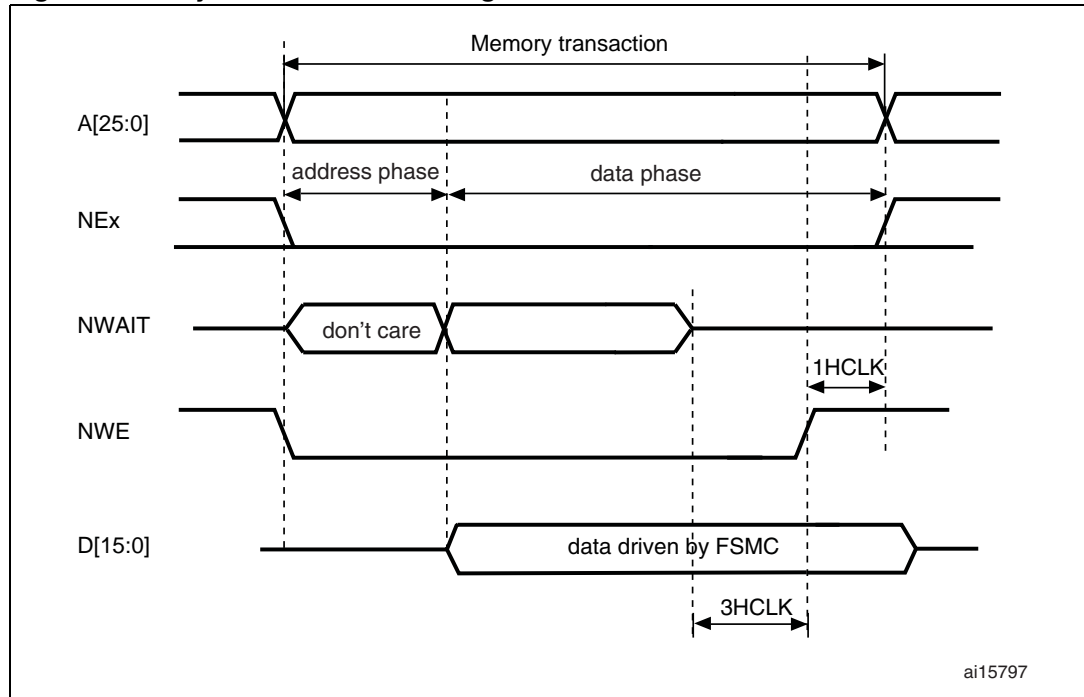 Memory transaction
A[25:0]
address phase
data phase
NEx
NWAIT
don't care
1HCLK
NWE
D[15:0]
data driven by FSMC
3HCLK
ai15797